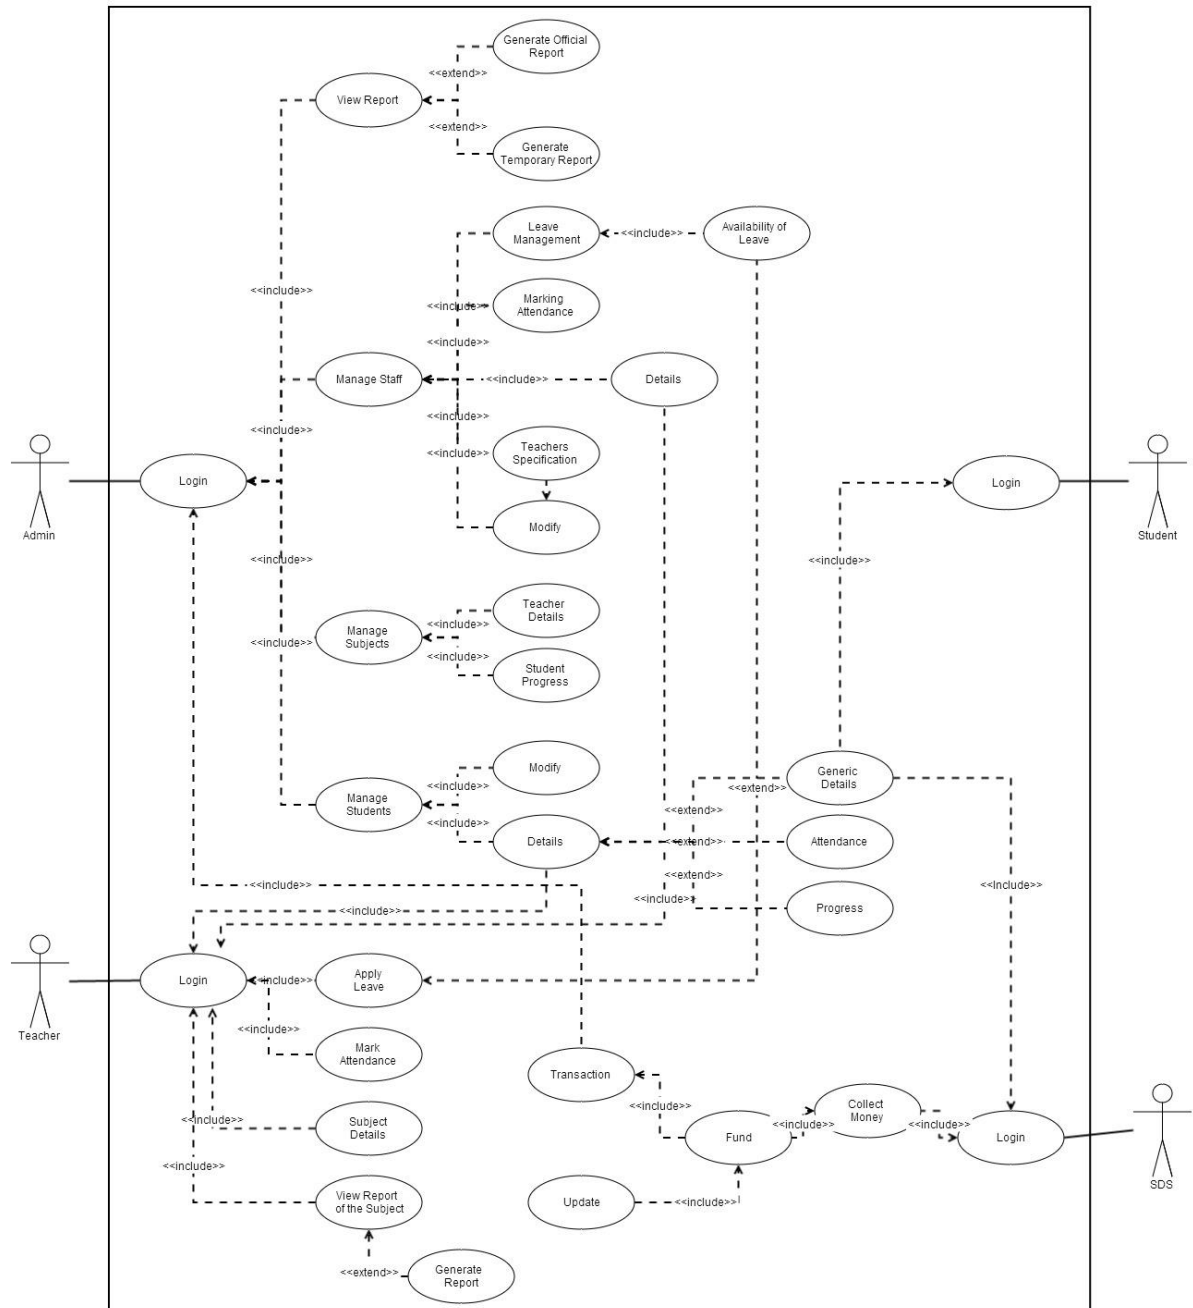 Generate Official
Report
<<extend>>
View Report
<<extend>>
Generate
Temporary Report
Leave
Management
<<include>>
Availability of
Leave
<<include>>
<<include>>
Marking
Attendance
<<include>>
Manage Staff
<<include>>
Details
<<include>>
<<include>>
<<include>>
Teachers
Specification
Admin
Login
Login
Student
Modify
<<include>>
<<include>>
Teacher
Details
<<include>>
Manage
Subjects
<<include>>
<<include>>
Student
Progress
Modify
<<include>>
Manage
Students
<<include>>
Details
Generic
Details
<<extend>>
<<extend>>
<<extend>>
Attendance
<<extend>>
Progress
<<include>>
<<include>>
<<include>>
<<Include>>
Teacher
Login
<<include>>
Apply
Leave
<<include>>
Mark
Attendance
Transaction
<<include>>
Collect
Money
Fund
<<include>>
<<include>>
Login
SDS
<<include>>
Subject
Details
<<include>>
View Report
of the Subject
Update
<<include>>
<<extend>>
Generate
Report